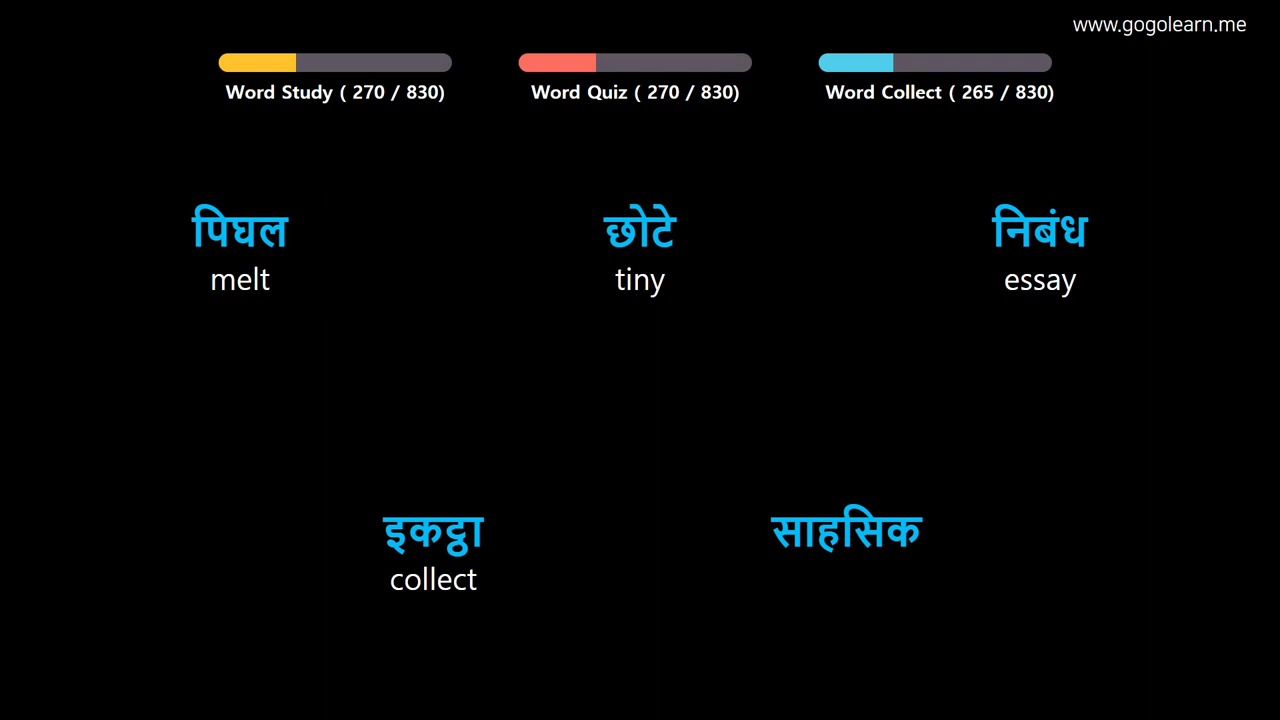 www.gogolearn.me
Word Study ( 270 / 830)
Word Quiz ( 270 / 830)
Word Collect ( 265 / 830)
पिघल
melt
छोटे
tiny
निबंध
essay
इकट्ठा
collect
साहसिक